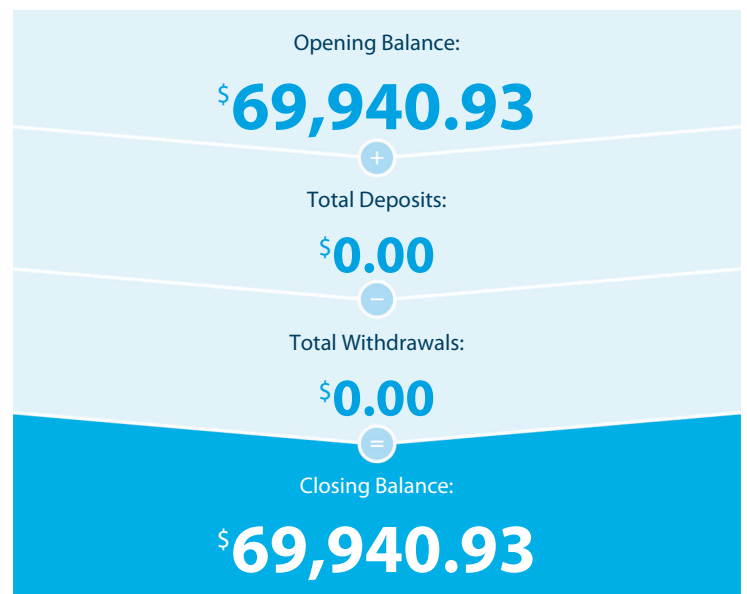 Opening Balance:
$69,940.93
+
Total Deposits:
$0.00
−
Total Withdrawals:
$0.00
=
Closing Balance:
$69,940.93